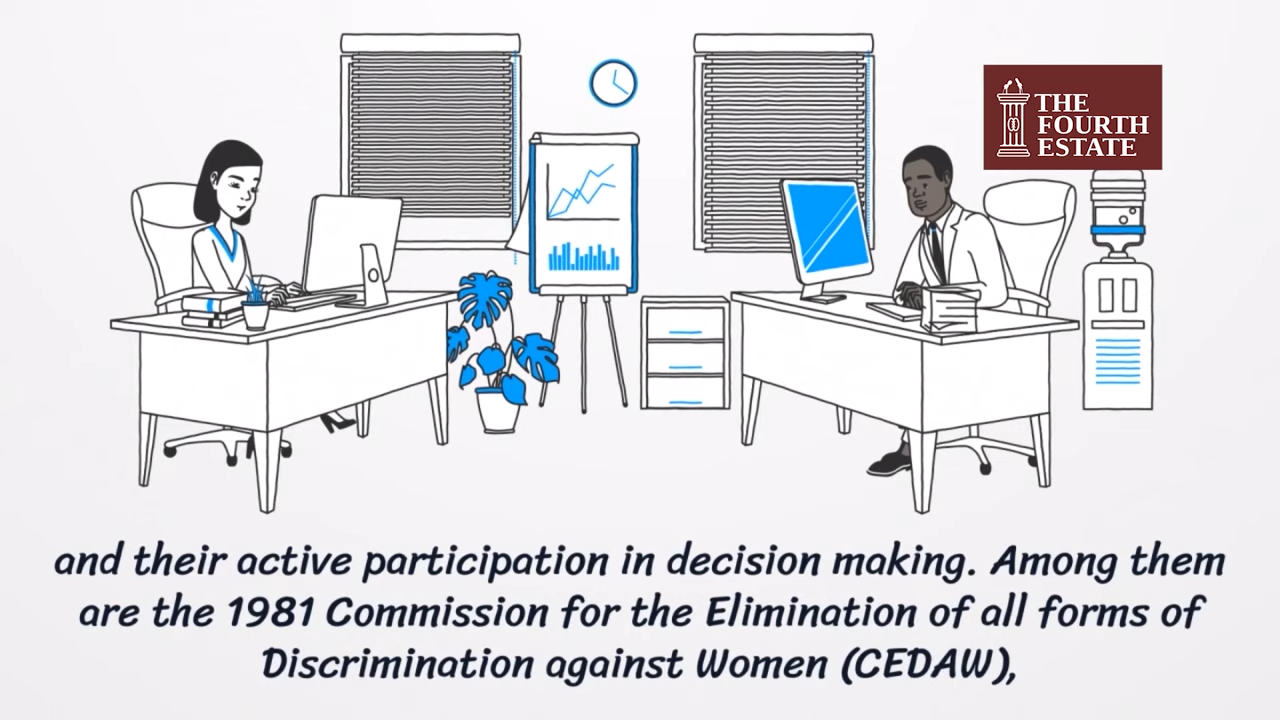 THE
FOURTH
ESTATE
and their active participation in decision making. Among them
are the 1981 Commission for the Elimination of all forms of
Discrimination against Women (CEDAW),